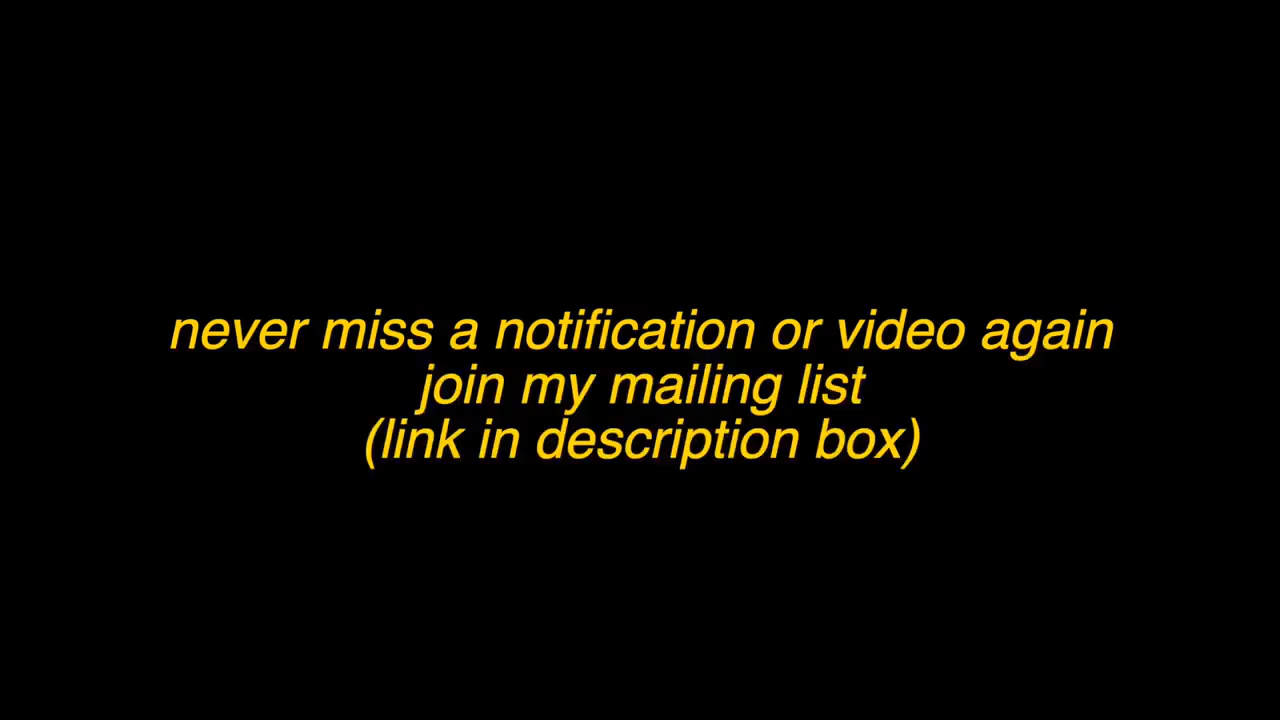 never miss a notification or video again
join my mailing list
(link in description box)